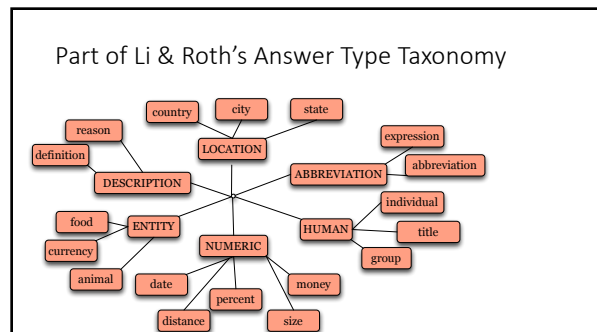 Part of Li & Roth's Answer Type Taxonomy
country
city
state
LOCATION
reason
definition
DESCRIPTION
expression
abbreviation
ABBREVIATION
individual
title
group
HUMAN
food
currency
animal
ENTITY
NUMERIC
date
distance
percent
size
money